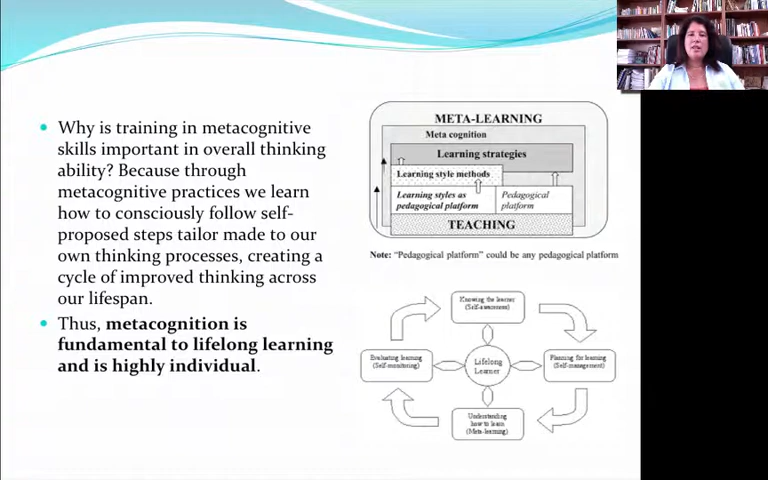 Why is training in metacognitive
skills important in overall thinking
ability? Because through
metacognitive practices we learn
how to consciously follow self-
proposed steps tailor made to our
own thinking processes, creating a
cycle of improved thinking across
our lifespan.
Thus, metacognition is
fundamental to lifelong learning
and is highly individual.
META-LEARNING
Meta cognition
Learning strategies
Learning style methods
Learning styles as
pedagogical platform
Pedagogical
platform
TEACHING
Note: "Pedagogical platform" could be any pedagogical platform
Knowing the learner
(Self-awareness)
Evaluating learning
(Self-monitoring)
Lifelong
Learner
Planning for learning
(Self-management)
Understanding
how to learn
(Meta-learning)